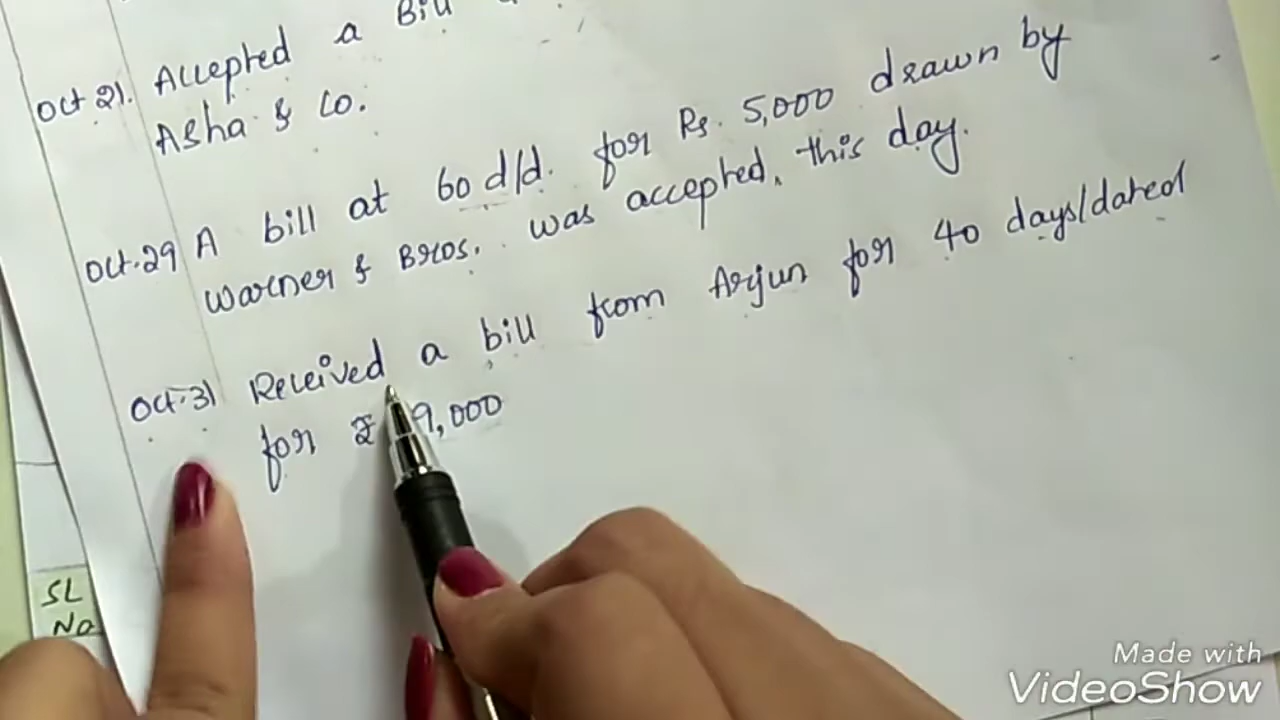 Oct 21. Accepted a Bill
Asha & Co.
Oct.29 A bill at 60 d/d. for Rs. 5,000 drawn by
Warner & Bros. was accepted, this day.
Oct.31 Received a bill from Arjun for 40 days/dated
for ₹ 9,000
SL
No
Made with
VideoShow